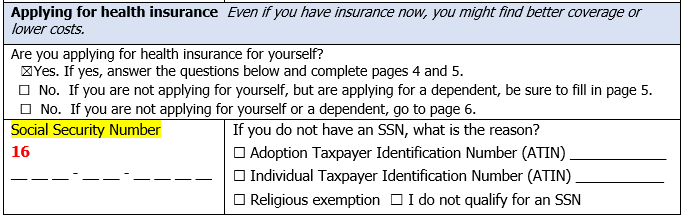 Applying for health insurance Even if you have insurance now, you might find better coverage or
lower costs.
Are you applying for health insurance for yourself?
☒Yes. If yes, answer the questions below and complete pages 4 and 5.
☐ No. If you are not applying for yourself, but are applying for a dependent, be sure to fill in page 5.
☐ No. If you are not applying for yourself or a dependent, go to page 6.
Social Security Number
16
__ __ __ - __ __ - __ __ __ __
If you do not have an SSN, what is the reason?
☐ Adoption Taxpayer Identification Number (ATIN) ____________
☐ Individual Taxpayer Identification Number (ATIN) ___________
☐ Religious exemption ☐ I do not qualify for an SSN